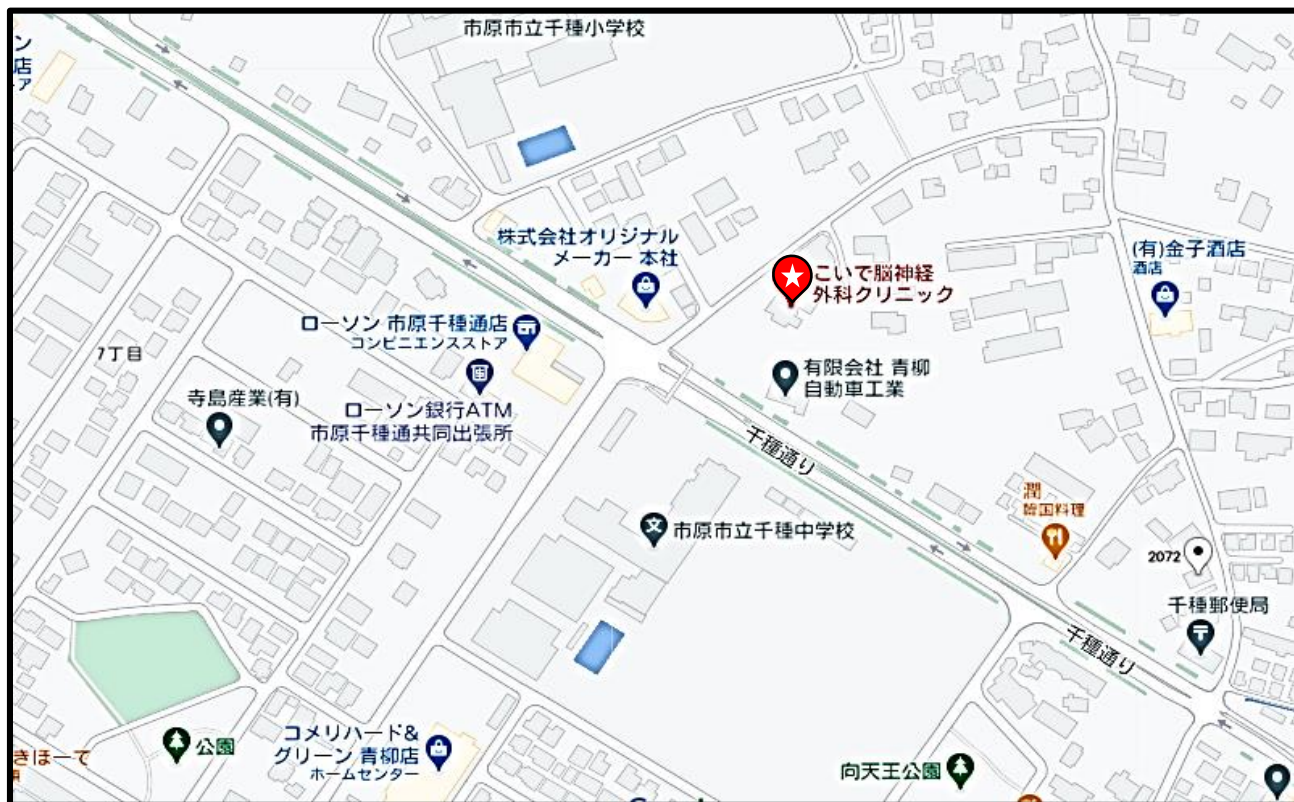 市原市立千種小学校
ン
店
ア
株式会社オリジナル
メーカー 本社
こいで脳神経
外科クリニック
(有)金子酒店
酒店
ローソン 市原千種通店
コンビニエンスストア
7丁目
寺島産業(有)
ローソン銀行ATM
市原千種通共同出張所
有限会社 青柳
自動車工業
千種通り
潤
韓国料理
市原市立千種中学校
2072
千種郵便局
千種通り
コメリハード&
グリーン 青柳店
ホームセンター
公園
きほーて
向天王公園